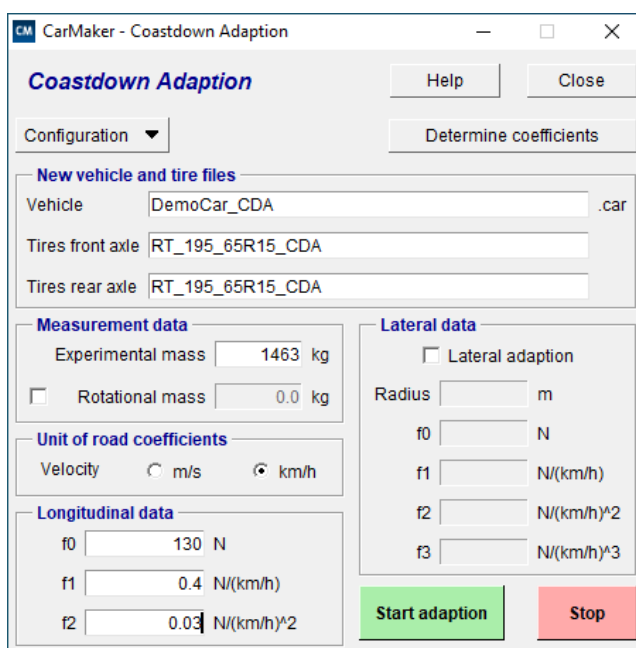 CM CarMaker - Coastdown Adaption
Coastdown Adaption
Help
Close
Configuration
Determine coefficients
New vehicle and tire files
Vehicle DemoCar_CDA .car
Tires front axle RT_195_65R15_CDA
Tires rear axle RT_195_65R15_CDA
Measurement data
Experimental mass 1463 kg
Rotational mass 0.0 kg
Unit of road coefficients
Velocity m/s km/h
Longitudinal data
f0 130 N
f1 0.4 N/(km/h)
f2 0.03 N/(km/h)^2
Lateral data
Lateral adaption
Radius m
f0 N
f1 N/(km/h)
f2 N/(km/h)^2
f3 N/(km/h)^3
Start adaption
Stop